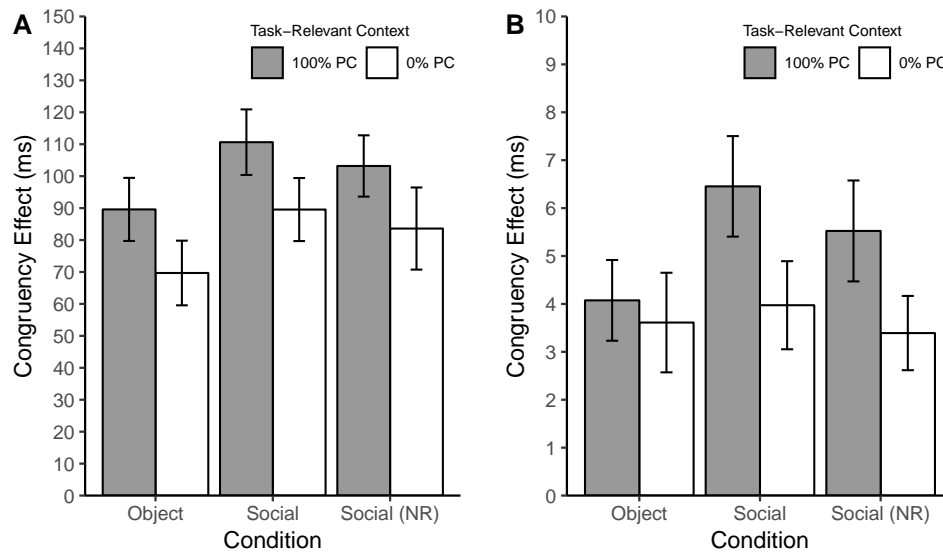 A
Task−Relevant Context
100% PC
0% PC
Congruency Effect (ms)
150
140
130
120
110
100
90
80
70
60
50
40
30
20
10
0
Object
Social
Social (NR)
Condition
B
Task−Relevant Context
100% PC
0% PC
Congruency Effect (ms)
10
9
8
7
6
5
4
3
2
1
0
Object
Social
Social (NR)
Condition